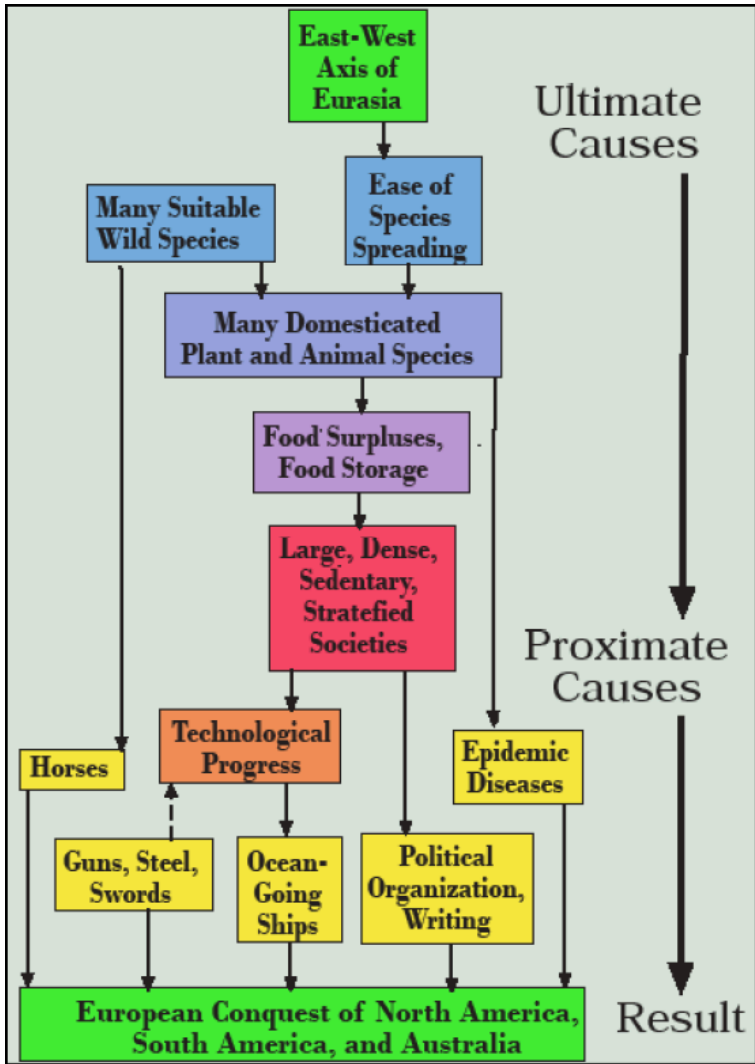 East-West
Axis of
Eurasia
Ultimate
Causes
Many Suitable
Wild Species
Ease of
Species
Spreading
Many Domesticated
Plant and Animal Species
Food Surpluses,
Food Storage
Large, Dense,
Sedentary,
Stratefied
Societies
Proximate
Causes
Horses
Technological
Progress
Epidemic
Diseases
Guns, Steel,
Swords
Ocean-
Going
Ships
Political
Organization,
Writing
European Conquest of North America,
South America, and Australia
Result